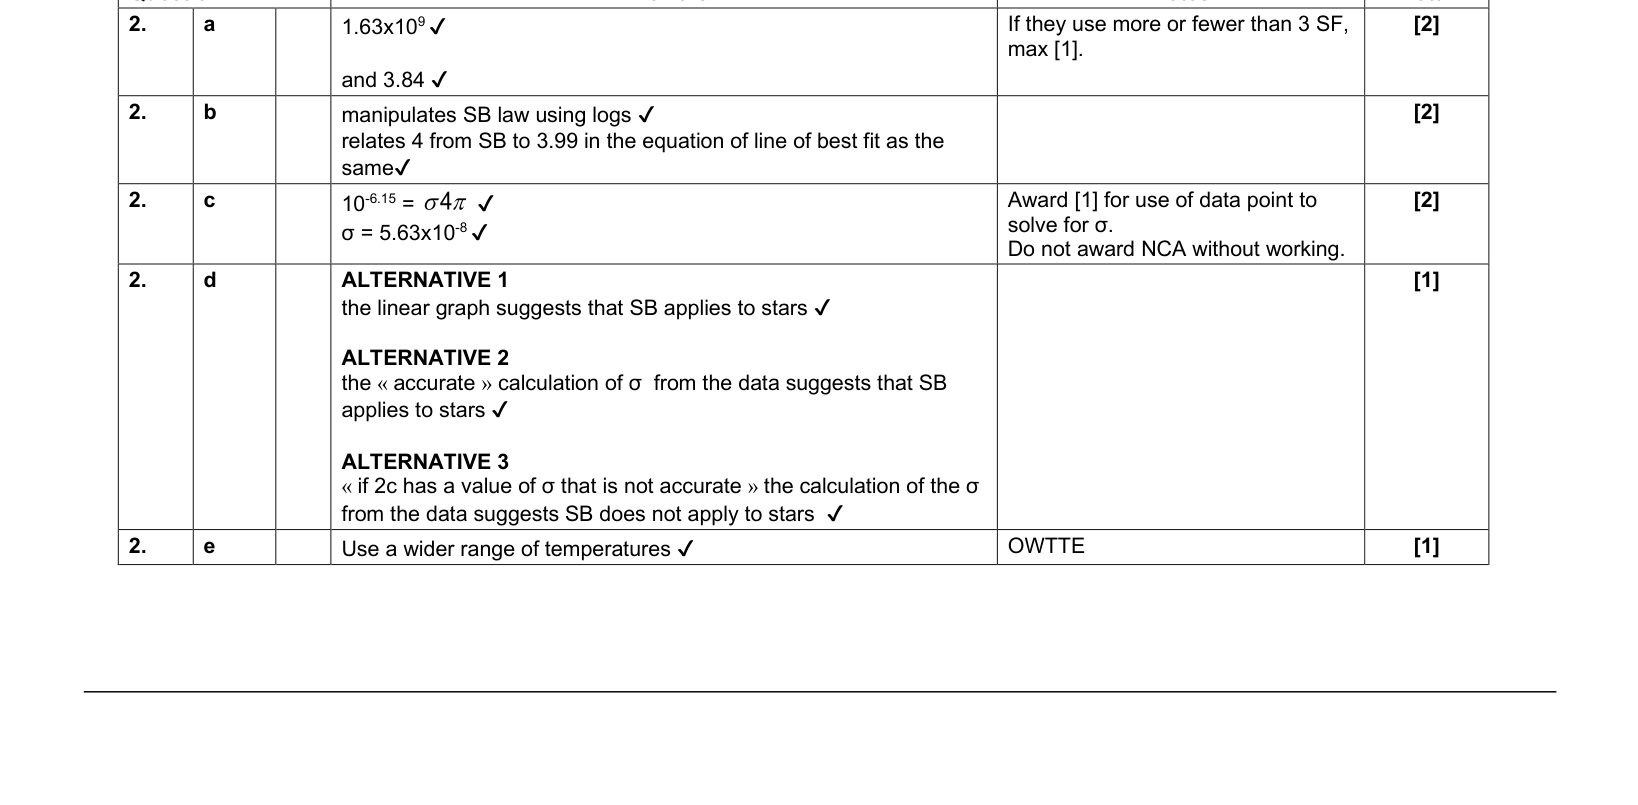 2. a 1.63x10⁹ ✓ If they use more or fewer than 3 SF, [2]
max [1].
and 3.84 ✓
2. b manipulates SB law using logs ✓ [2]
relates 4 from SB to 3.99 in the equation of line of best fit as the
same✓
2. c 10⁻⁶·¹⁵ = σ4π ✓ Award [1] for use of data point to [2]
solve for σ.
σ = 5.63x10⁻⁸ ✓
Do not award NCA without working.
2. d ALTERNATIVE 1 [1]
the linear graph suggests that SB applies to stars ✓
ALTERNATIVE 2
the « accurate » calculation of σ from the data suggests that SB
applies to stars ✓
ALTERNATIVE 3
« if 2c has a value of σ that is not accurate » the calculation of the σ
from the data suggests SB does not apply to stars ✓
2. e Use a wider range of temperatures ✓ OWTTE [1]